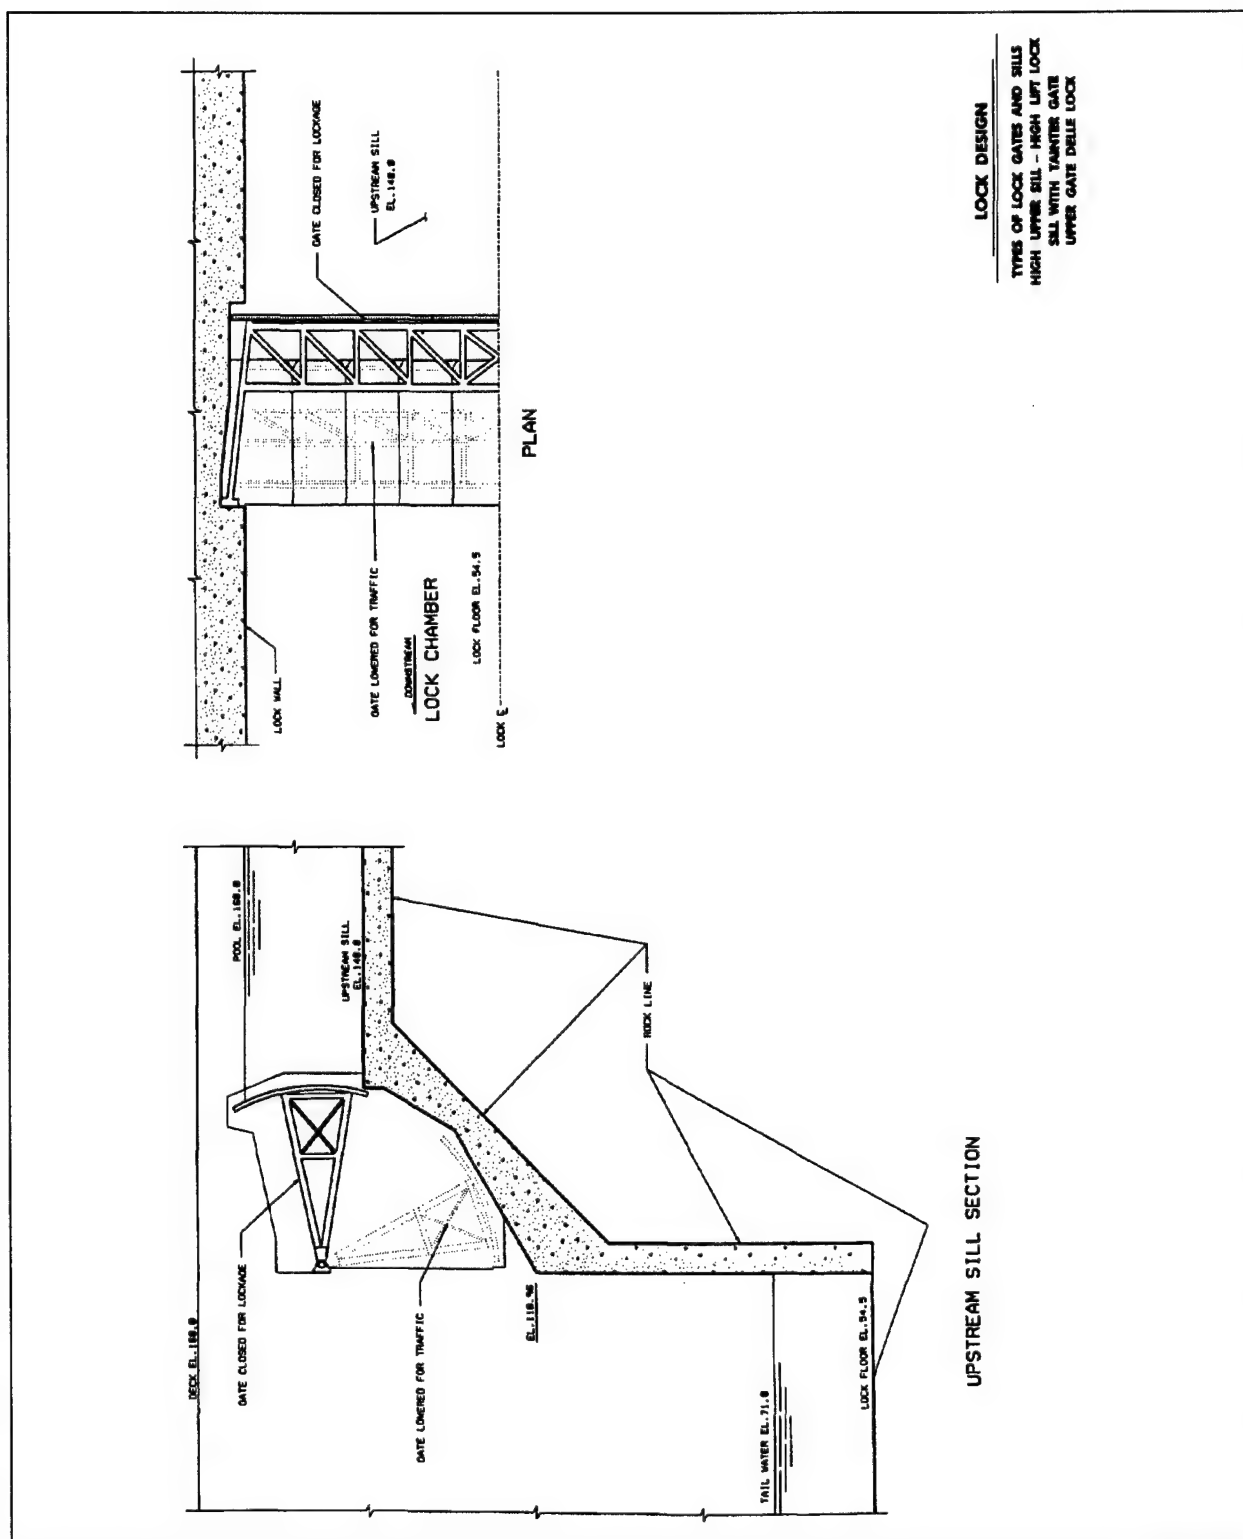 LOCK WALL
GATE LOWERED FOR TRAFFIC
DOWNSTREAM
LOCK CHAMBER
LOCK FLOOR EL.54.5
LOCK ℄
GATE CLOSED FOR LOCKAGE
UPSTREAM SILL
EL.140.0
PLAN
DECK EL.168.0
GATE CLOSED FOR LOCKAGE
POOL EL.160.0
UPSTREAM SILL
EL.140.0
GATE LOWERED FOR TRAFFIC
EL.110.96
ROCK LINE
TAIL WATER EL.71.0
LOCK FLOOR EL.54.5
UPSTREAM SILL SECTION
LOCK DESIGN
TYPES OF LOCK GATES AND SILLS
HIGH UPPER SILL - HIGH LIFT LOCK
SILL WITH TAINTER GATE
UPPER GATE DELLE LOCK